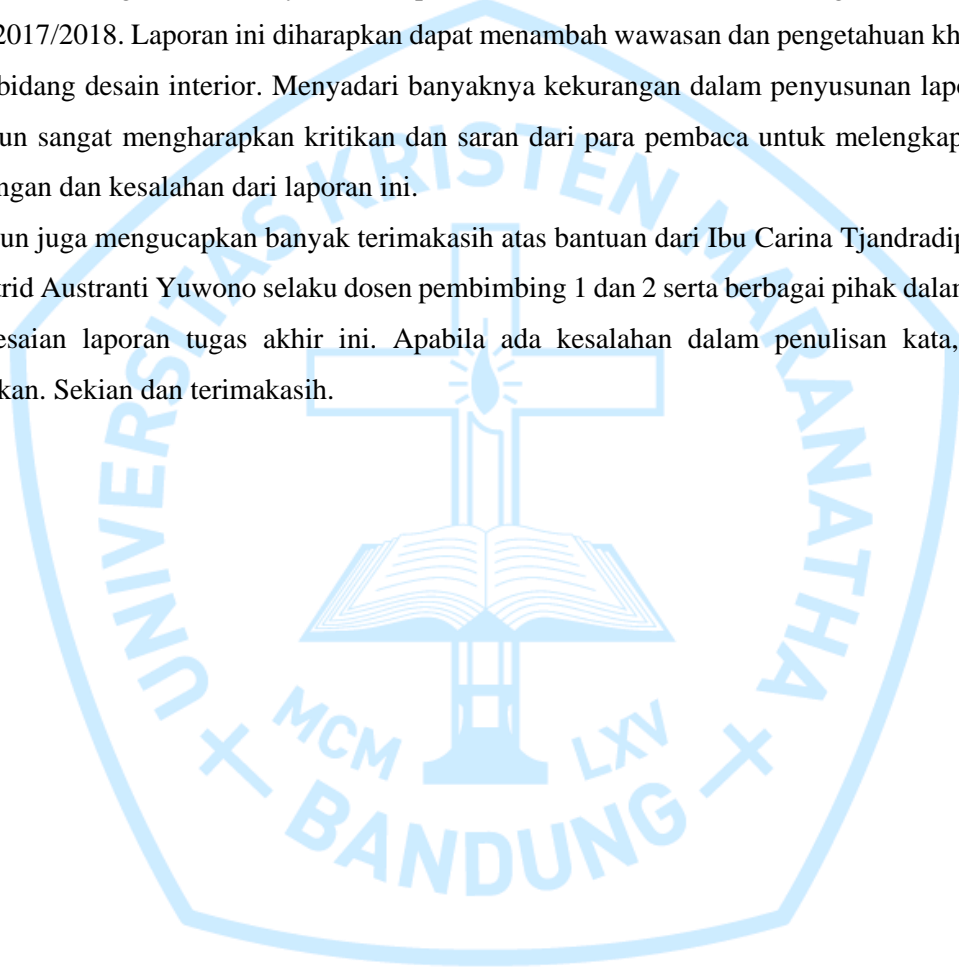 2017/2018. Laporan ini diharapkan dapat menambah wawasan dan pengetahuan kh
bidang desain interior. Menyadari banyaknya kekurangan dalam penyusunan lapo
un sangat mengharapkan kritikan dan saran dari para pembaca untuk melengkap
ngan dan kesalahan dari laporan ini.
un juga mengucapkan banyak terimakasih atas bantuan dari Ibu Carina Tjandradip
rid Austranti Yuwono selaku dosen pembimbing 1 dan 2 serta berbagai pihak dalam
esaian laporan tugas akhir ini. Apabila ada kesalahan dalam penulisan kata,
kan. Sekian dan terimakasih.
UNIVERSITAS KRISTEN MARANATHA
MCM LXV
BANDUNG